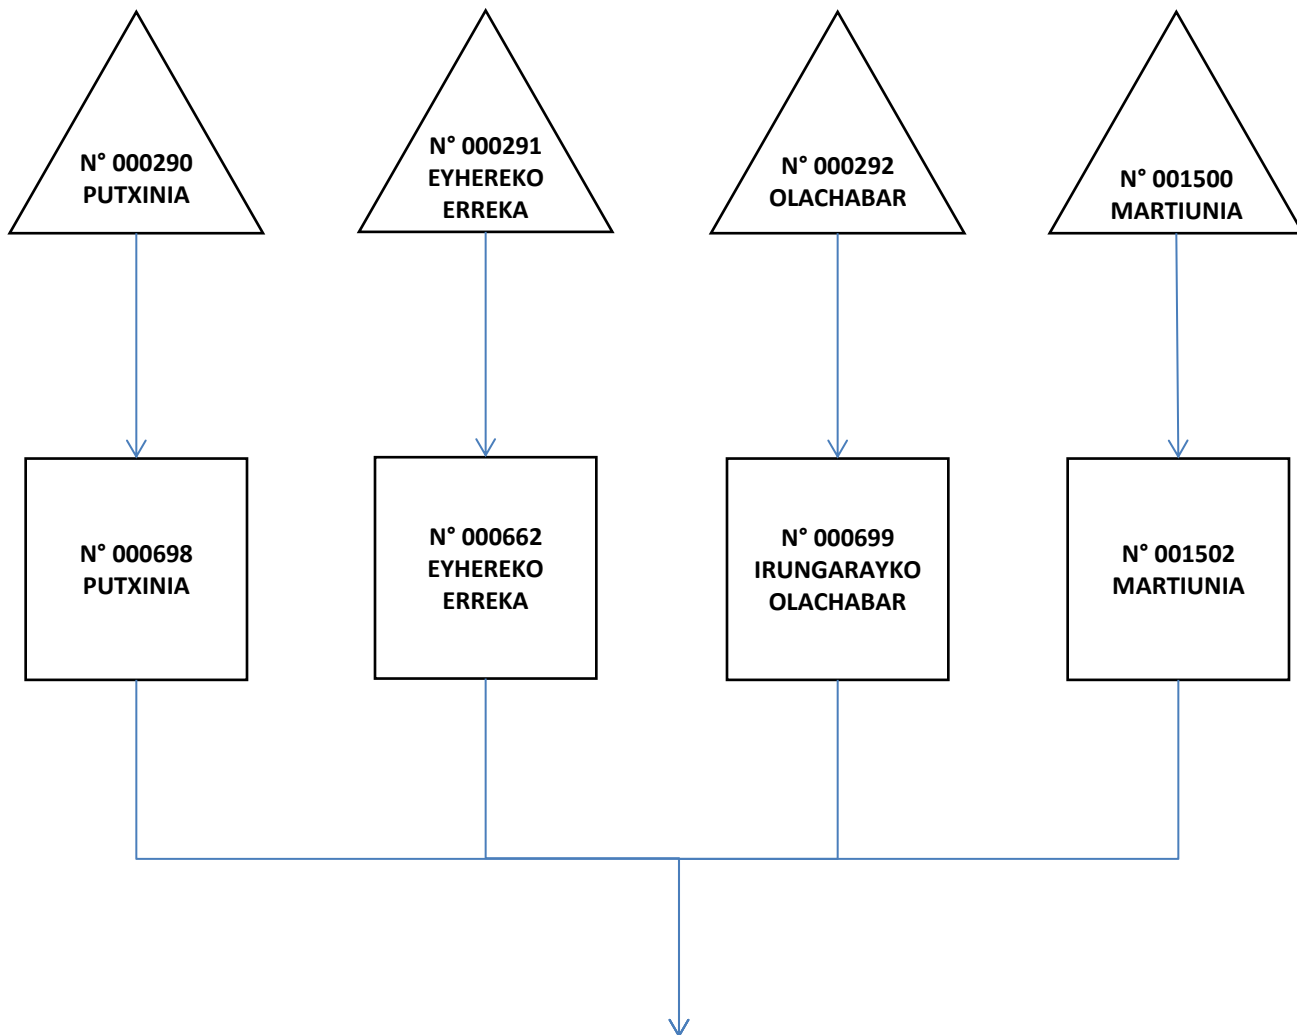 N° 000290
PUTXINIA
N° 000291
EYHEREKO
ERREKA
N° 000292
OLACHABAR
N° 001500
MARTIUNIA
N° 000698
PUTXINIA
N° 000662
EYHEREKO
ERREKA
N° 000699
IRUNGARAYKO
OLACHABAR
N° 001502
MARTIUNIA